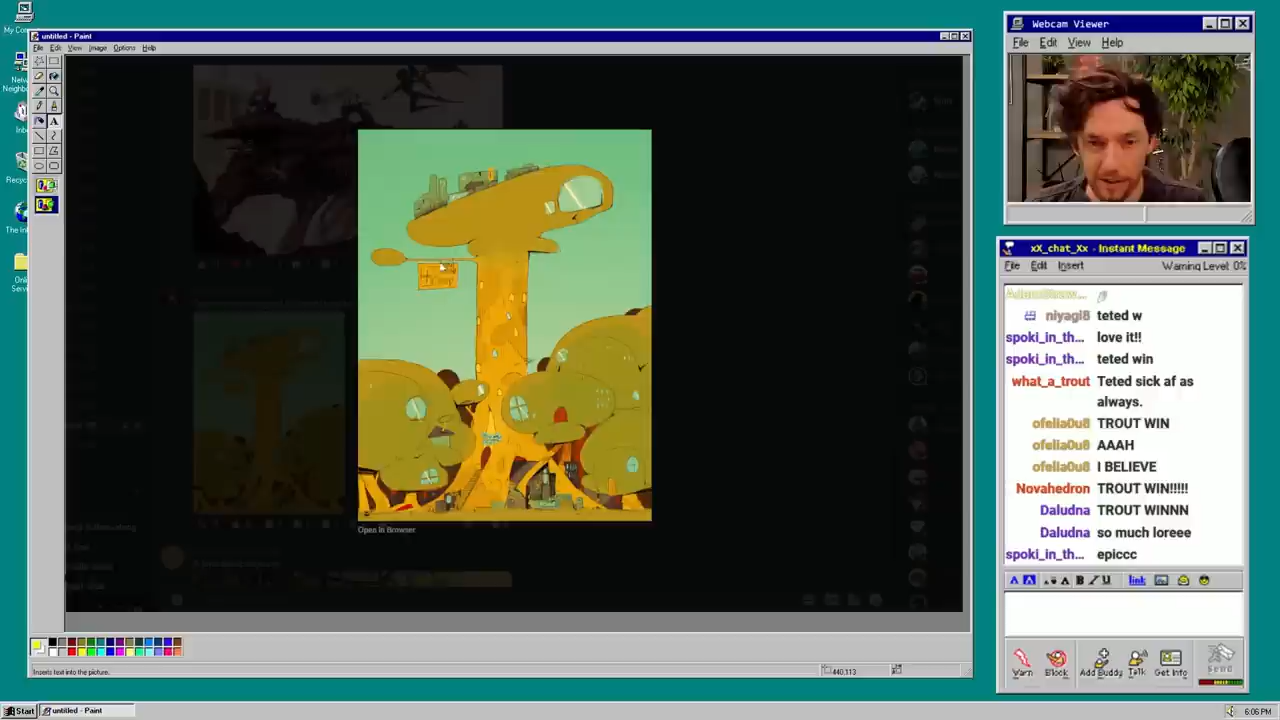 untitled - Paint
File Edit View Image Options Help
Open in Browser
Inserts text into the picture.
440,113
Start
untitled - Paint
6:06 PM
Webcam Viewer
File Edit View Help
xX_chat_Xx - Instant Message
File Edit Insert
Warning Level: 0%
niyagi8 teted w
spoki_in_th... love it!!
spoki_in_th... teted win
what_a_trout Teted sick af as
always.
ofelia0u8 TROUT WIN
ofelia0u8 AAAH
ofelia0u8 I BELIEVE
Novahedron TROUT WIN!!!!!
Daludna TROUT WINNN
Daludna so much loreee
spoki_in_th... epiccc
A A A A B I U link
Warn Block Add Buddy Talk Get Info Send